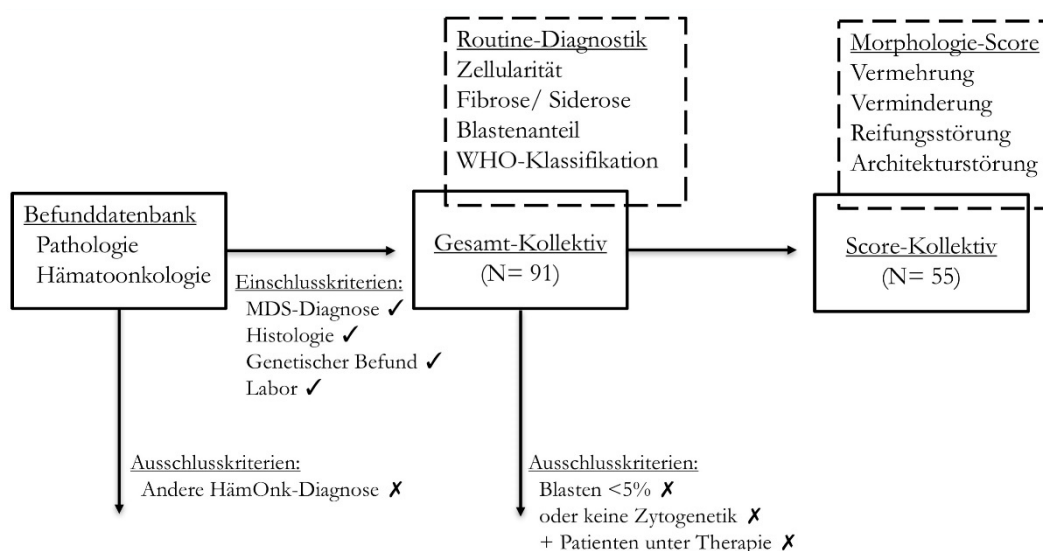 Routine-Diagnostik
Zellularität
Fibrose/ Siderose
Blastenanteil
WHO-Klassifikation
Morphologie-Score
Vermehrung
Verminderung
Reifungsstörung
Architekturstörung
Befunddatenbank
Pathologie
Hämatoonkologie
Gesamt-Kollektiv
(N= 91)
Score-Kollektiv
(N= 55)
Einschlusskriterien:
MDS-Diagnose ✓
Histologie ✓
Genetischer Befund ✓
Labor ✓
Ausschlusskriterien:
Andere HämOnk-Diagnose ✗
Ausschlusskriterien:
Blasten <5% ✗
oder keine Zytogenetik ✗
+ Patienten unter Therapie ✗